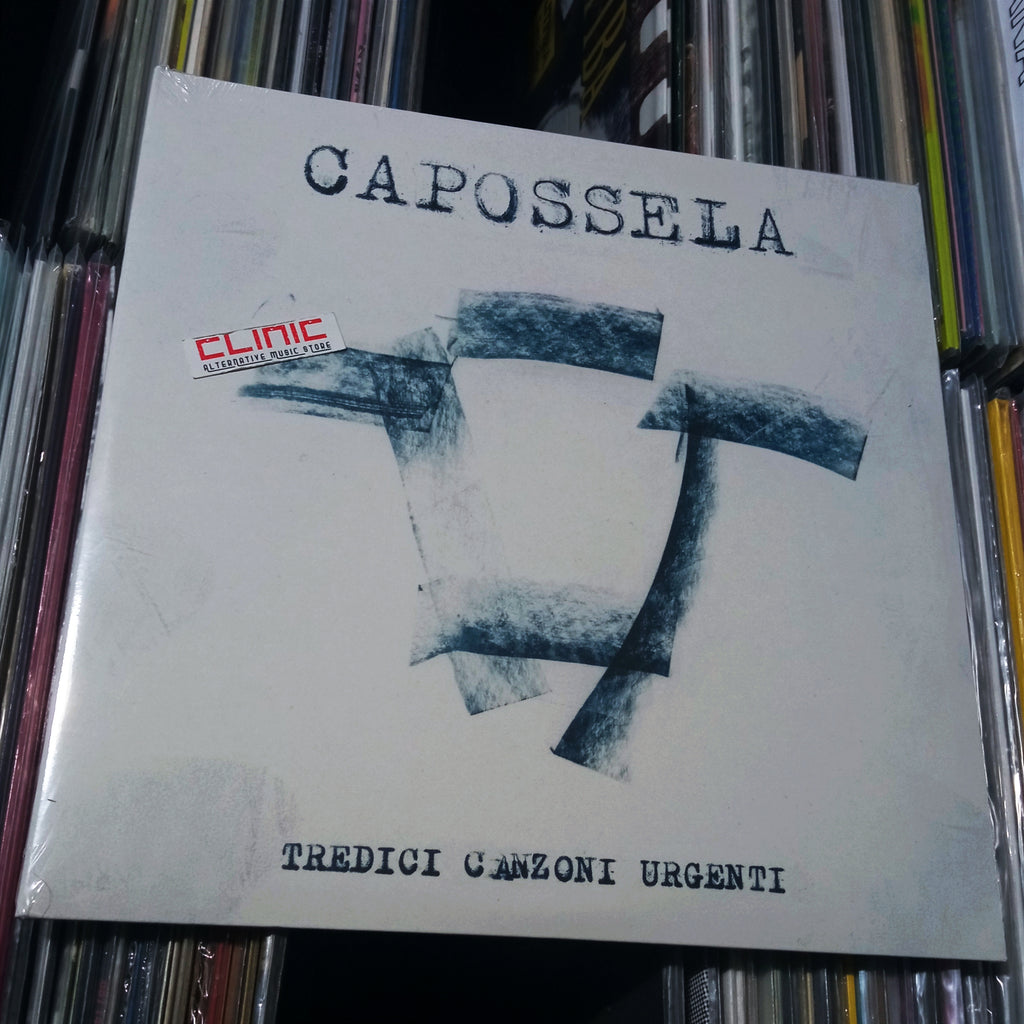 CAPOSSELA
CLINIC
ALTERNATIVE MUSIC STORE
TREDICI CANZONI URGENTI